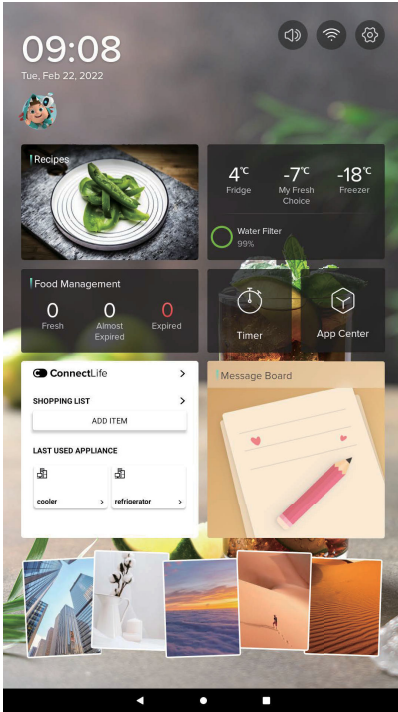 09:08
Tue, Feb 22, 2022
Recipes
4℃
Fridge
-7℃
My Fresh
Choice
-18℃
Freezer
Water Filter
99%
Food Management
0
Fresh
0
Almost
Expired
0
Expired
Timer
App Center
ConnectLife
SHOPPING LIST
ADD ITEM
LAST USED APPLIANCE
cooler
refrigerator
Message Board